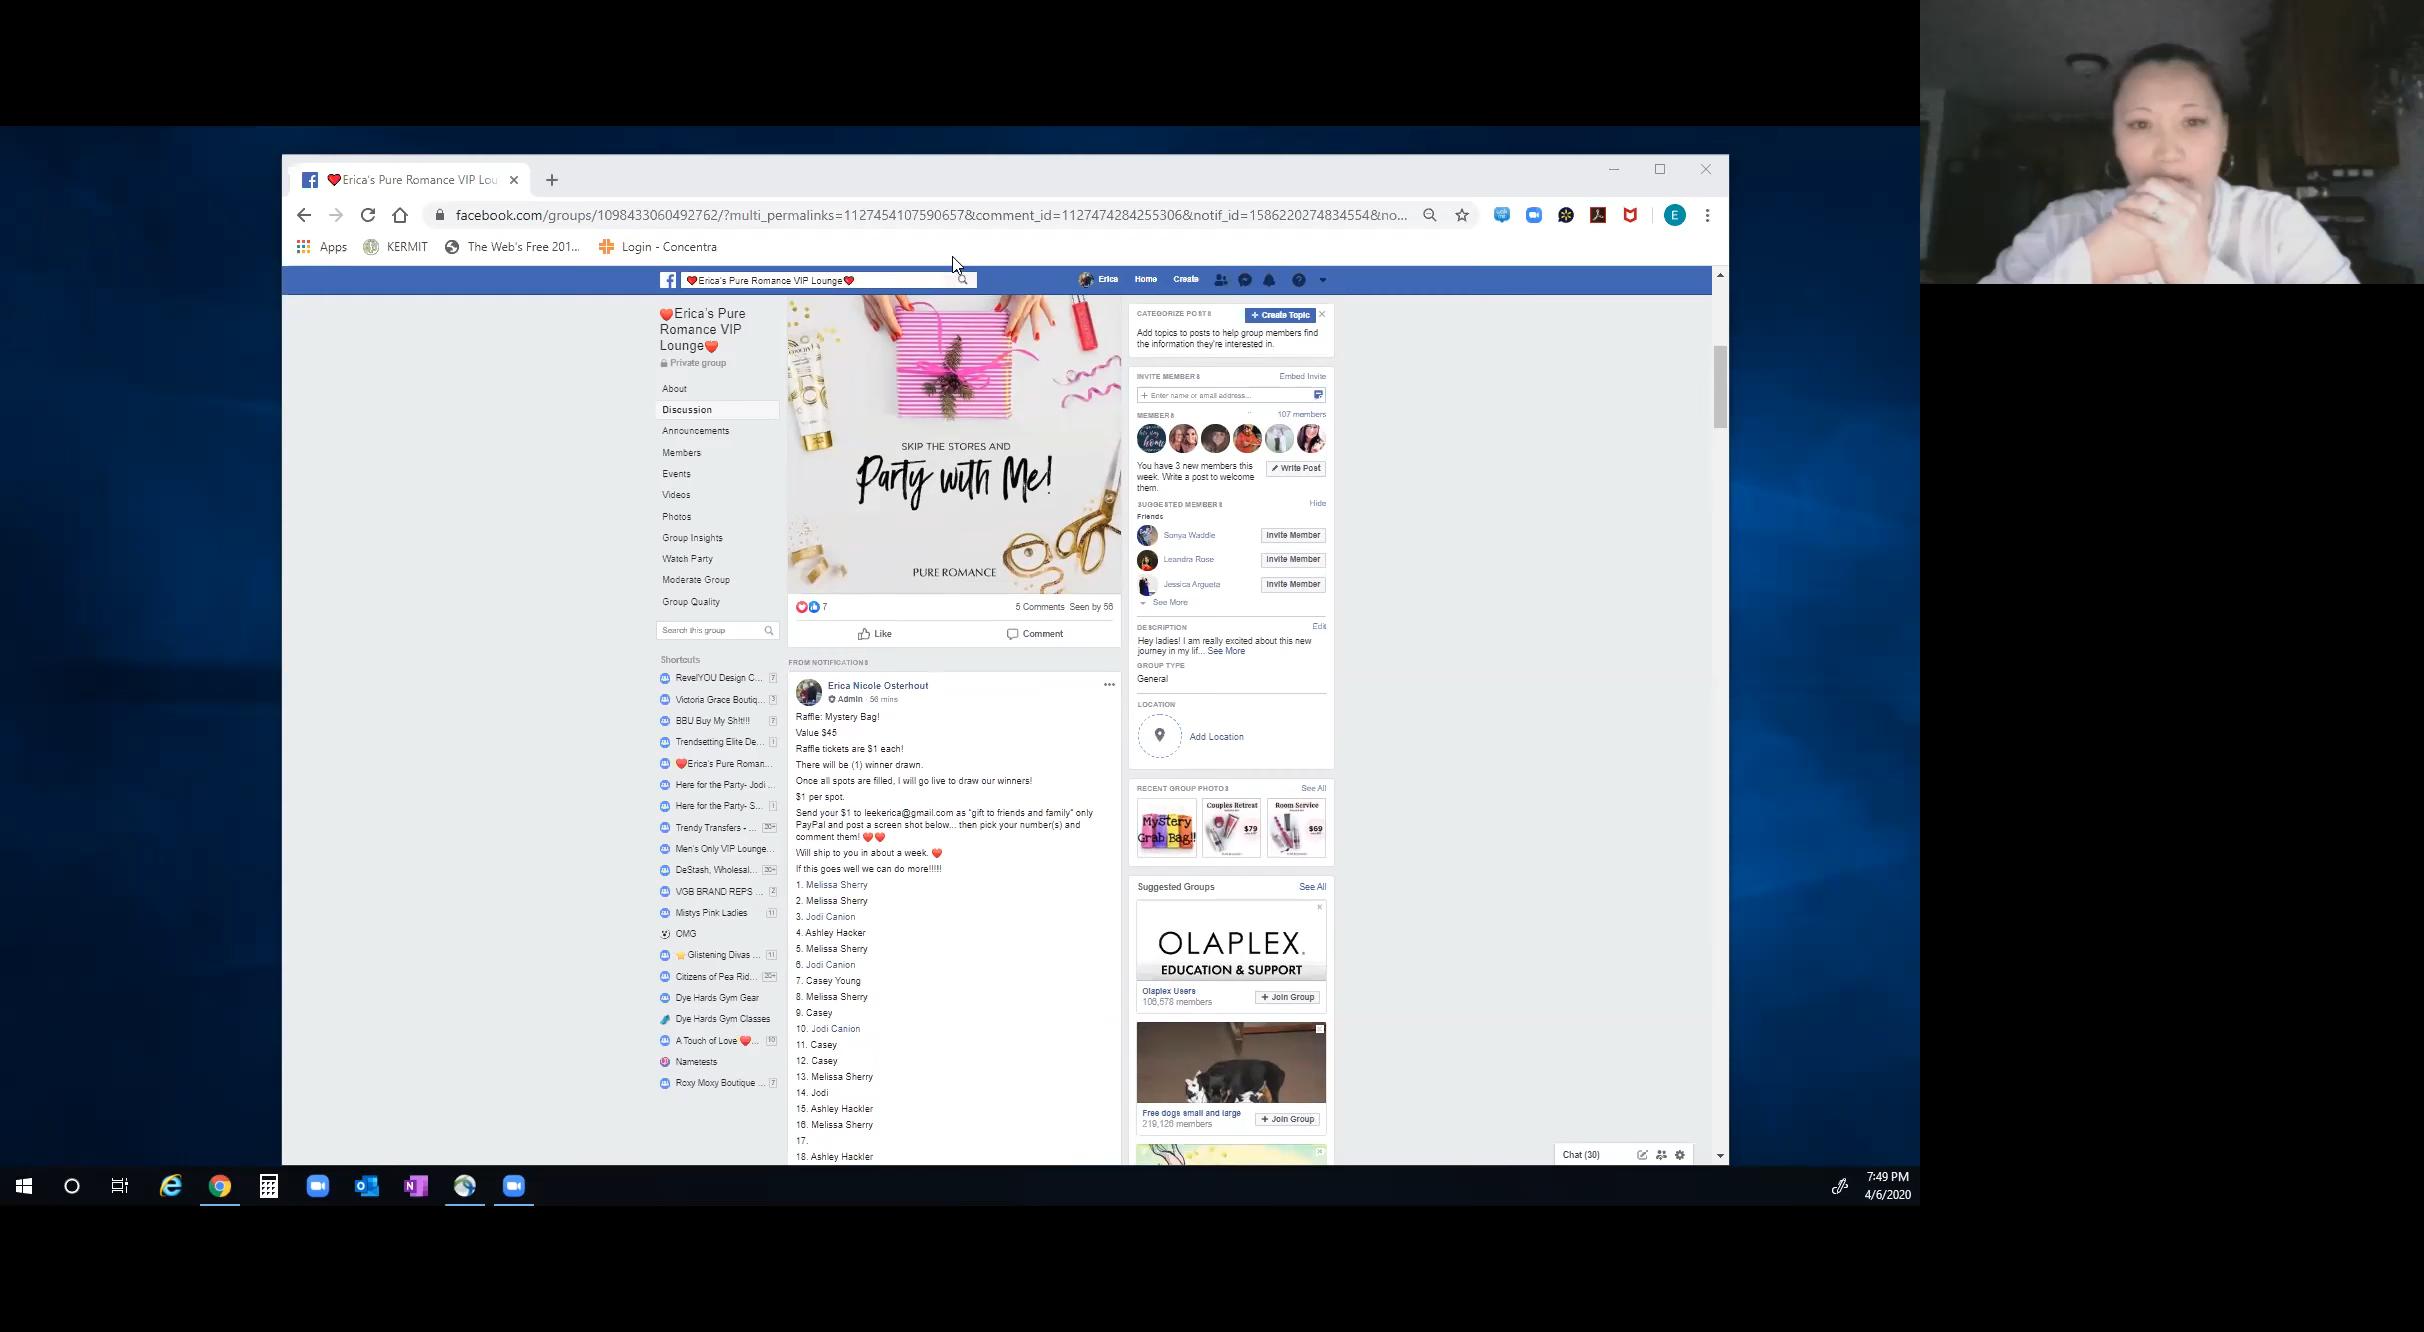 ❤Erica's Pure Romance VIP Lou
facebook.com/groups/1098433060492762/?multi_permalinks=1127454107590657&comment_id=1127474284255306&notif_id=1586220274834554&no...
E
Apps KERMIT The Web's Free 201... Login - Concentra
❤Erica's Pure Romance VIP Lounge❤
Erica Home Create
❤Erica's Pure
Romance VIP
Lounge❤
Private group
About
Discussion
Announcements
Members
Events
Videos
Photos
Group Insights
Watch Party
Moderate Group
Group Quality
Search this group
Shortcuts
RevelYOU Design C... 7
Victoria Grace Boutiq... 3
BBU Buy My Sh!t!!! 7
Trendsetting Elite De... 1
❤Erica's Pure Roman...
Here for the Party- Jodi ...
Here for the Party- S... 1
Trendy Transfers - ... 20+
Men's Only VIP Lounge...
DeStash, Wholesal... 20+
VGB BRAND REPS ... 2
Mistys Pink Ladies 11
OMG
⭐Glistening Divas ... 11
Citizens of Pea Rid... 20+
Dye Hards Gym Gear
Dye Hards Gym Classes
A Touch of Love ❤... 10
Nametests
Roxy Moxy Boutique ... 7
SKIP THE STORES AND
Party with Me!
PURE ROMANCE
7 5 Comments Seen by 56
Like Comment
FROM NOTIFICATIONS
Erica Nicole Osterhout
Admin · 56 mins
Raffle: Mystery Bag!
Value $45
Raffle tickets are $1 each!
There will be (1) winner drawn.
Once all spots are filled, I will go live to draw our winners!
$1 per spot.
Send your $1 to leekerica@gmail.com as "gift to friends and family" only
PayPal and post a screen shot below... then pick your number(s) and
comment them! ❤❤
Will ship to you in about a week. ❤
If this goes well we can do more!!!!!
1. Melissa Sherry
2. Melissa Sherry
3. Jodi Canion
4. Ashley Hacker
5. Melissa Sherry
6. Jodi Canion
7. Casey Young
8. Melissa Sherry
9. Casey
10. Jodi Canion
11. Casey
12. Casey
13. Melissa Sherry
14. Jodi
15. Ashley Hackler
16. Melissa Sherry
17.
18. Ashley Hackler
CATEGORIZE POSTS + Create Topic
Add topics to posts to help group members find
the information they're interested in.
INVITE MEMBERS Embed Invite
+ Enter name or email address...
MEMBERS 107 members
You have 3 new members this
week. Write a post to welcome
them.
Write Post
SUGGESTED MEMBERS Hide
Friends
Sonya Waddle Invite Member
Leandra Rose Invite Member
Jessica Argueta Invite Member
See More
DESCRIPTION Edit
Hey ladies! I am really excited about this new
journey in my lif... See More
GROUP TYPE
General
LOCATION
Add Location
RECENT GROUP PHOTOS See All
Mystery
Grab Bag!!
Couples Retreat
$79
Room Service
$69
Suggested Groups See All
OLAPLEX.
EDUCATION & SUPPORT
Olaplex Users
106,578 members
+ Join Group
Free dogs small and large
219,126 members
+ Join Group
Chat (30)
7:49 PM
4/6/2020